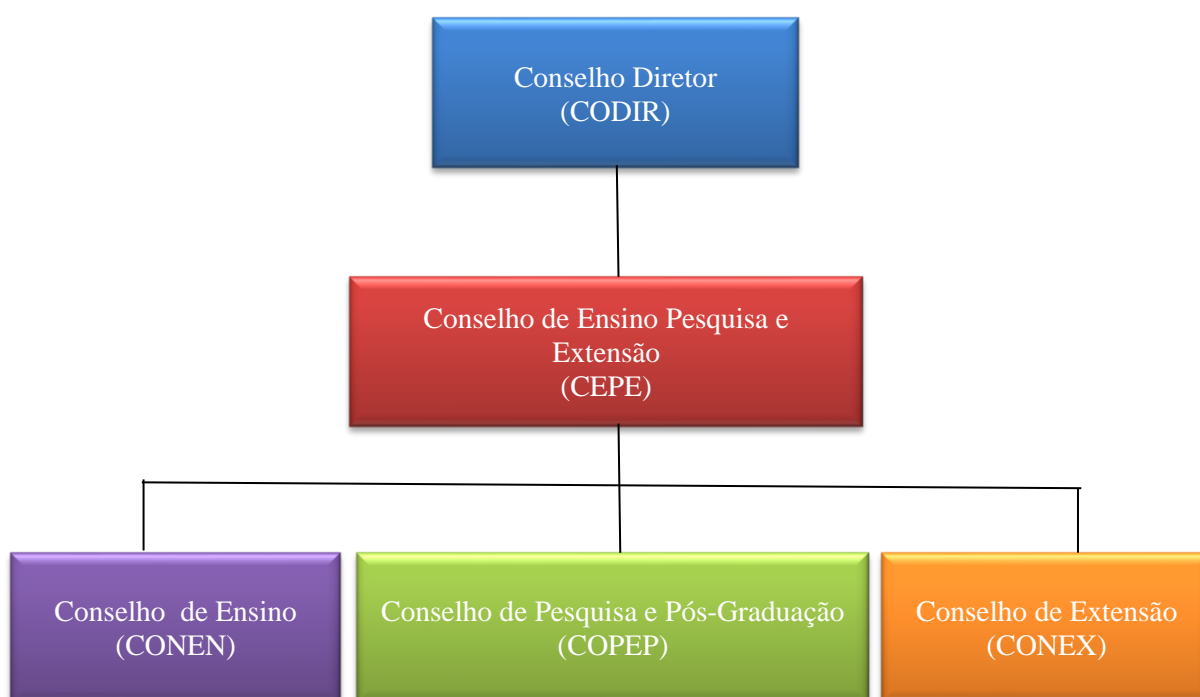 Conselho Diretor
(CODIR)
Conselho de Ensino Pesquisa e
Extensão
(CEPE)
Conselho  de Ensino
(CONEN)
Conselho de Pesquisa e Pós-Graduação
(COPEP)
Conselho de Extensão
(CONEX)